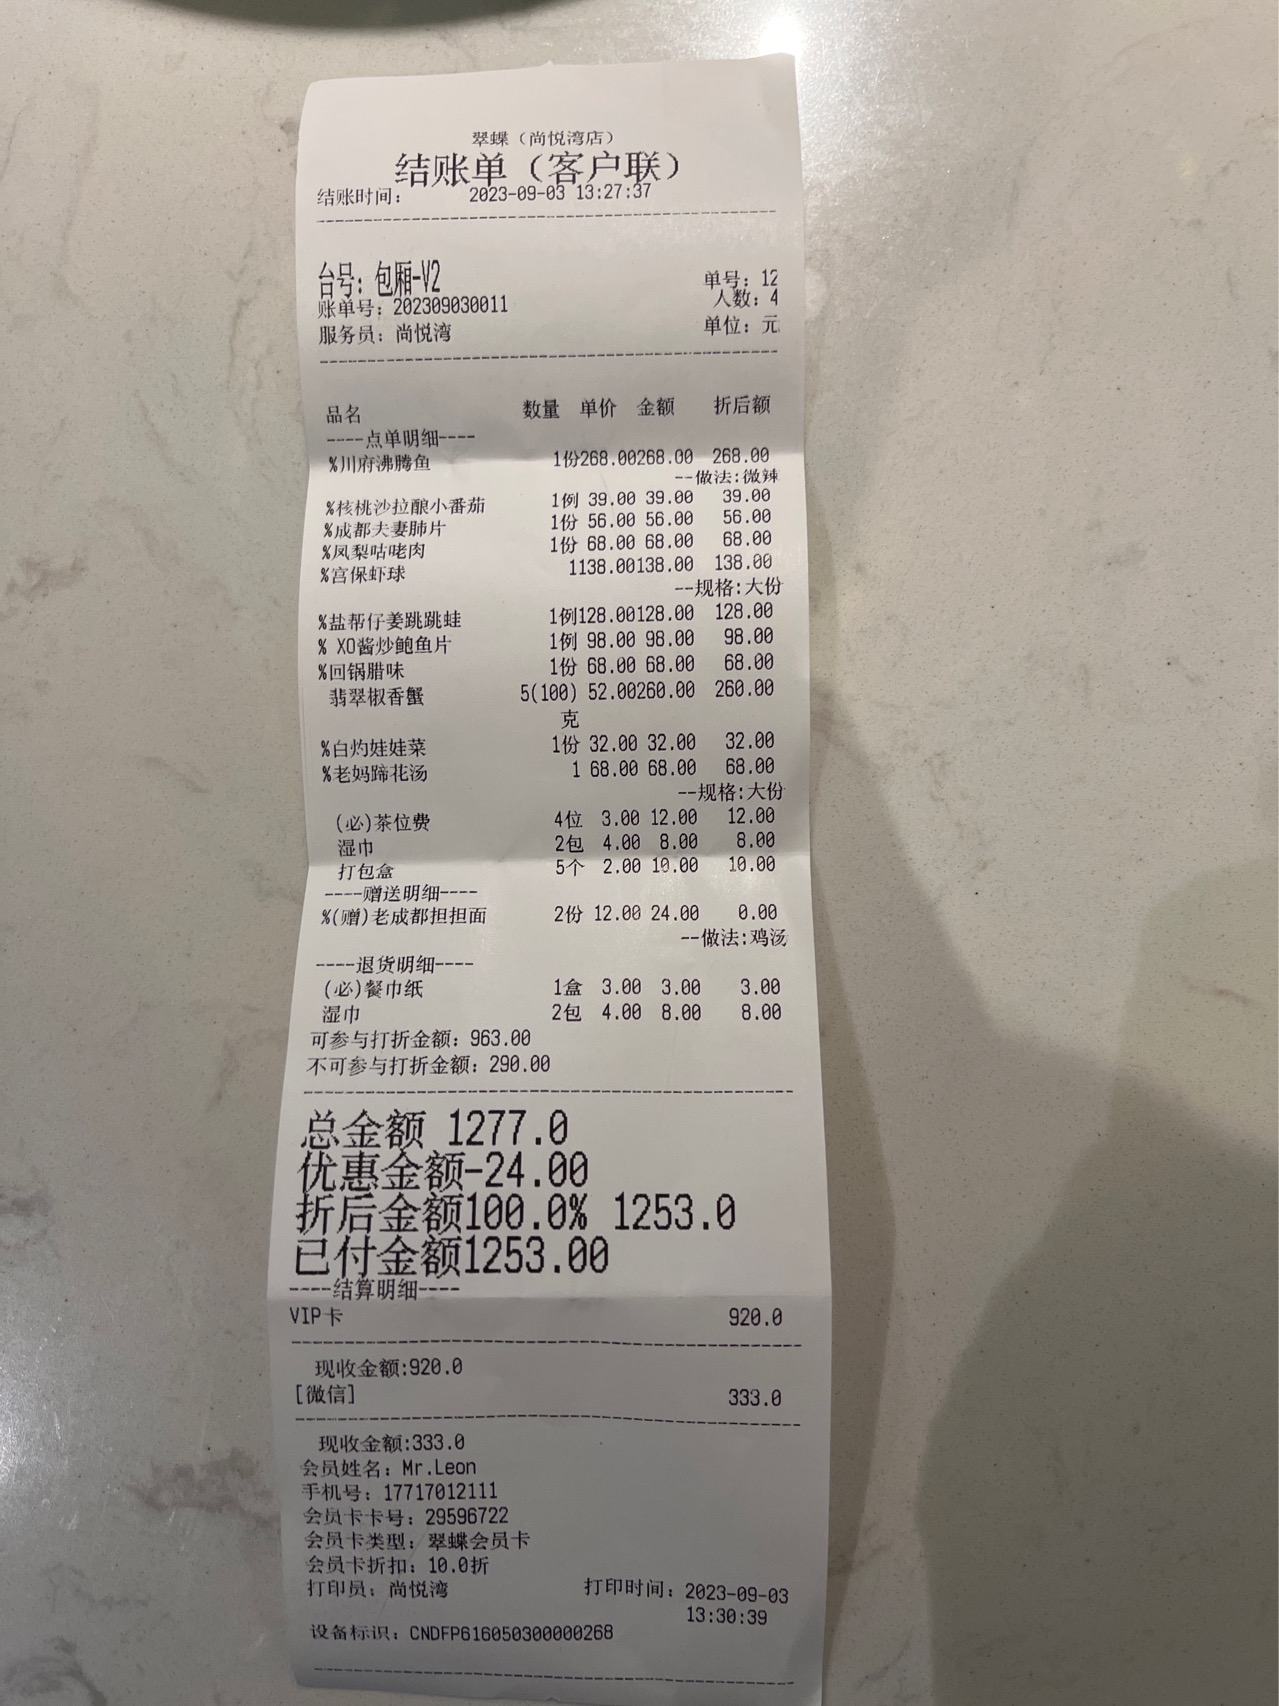 翠蝶（尚悦湾店）
结账单（客户联）
结账时间： 2023-09-03 13:27:37
台号：包厢-V2 单号：12
账单号：202309030011 人数：4
服务员：尚悦湾 单位：元
品名 数量 单价 金额 折后额
----点单明细----
%川府沸腾鱼 1份268.00268.00 268.00
--做法:微辣
%核桃沙拉酿小番茄 1例 39.00 39.00 39.00
%成都夫妻肺片 1份 56.00 56.00 56.00
%凤梨咕咾肉 1份 68.00 68.00 68.00
%宫保虾球 1138.00138.00 138.00
--规格:大份
%盐帮仔姜跳跳蛙 1例128.00128.00 128.00
% XO酱炒鲍鱼片 1例 98.00 98.00 98.00
%回锅腊味 1份 68.00 68.00 68.00
翡翠椒香蟹 5(100) 52.00260.00 260.00
克
%白灼娃娃菜 1份 32.00 32.00 32.00
%老妈蹄花汤 1 68.00 68.00 68.00
--规格:大份
(必)茶位费 4位 3.00 12.00 12.00
湿巾 2包 4.00 8.00 8.00
打包盒 5个 2.00 10.00 10.00
----赠送明细----
%(赠)老成都担担面 2份 12.00 24.00 0.00
--做法:鸡汤
----退货明细----
(必)餐巾纸 1盒 3.00 3.00 3.00
湿巾 2包 4.00 8.00 8.00
可参与打折金额：963.00
不可参与打折金额：290.00
总金额 1277.0
优惠金额-24.00
折后金额100.0% 1253.0
已付金额1253.00
----结算明细----
VIP卡 920.0
现收金额:920.0
[微信] 333.0
现收金额:333.0
会员姓名：Mr.Leon
手机号：17717012111
会员卡卡号：29596722
会员卡类型：翠蝶会员卡
会员卡折扣：10.0折
打印员：尚悦湾 打印时间：2023-09-03
13:30:39
设备标识：CNDFP616050300000268